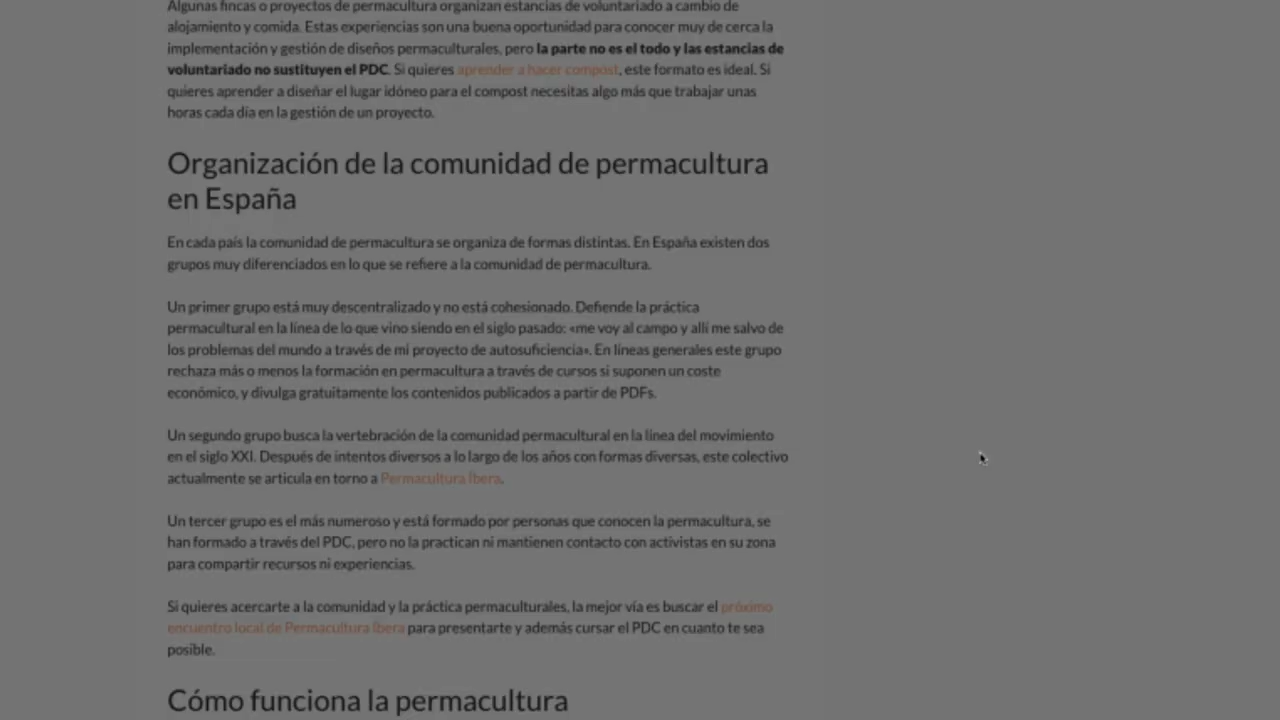 Algunas fincas o proyectos de permacultura organizan estancias de voluntariado a cambio de
alojamiento y comida. Estas experiencias son una buena oportunidad para conocer muy de cerca la
implementación y gestión de diseños permaculturales, pero la parte no es el todo y las estancias de
voluntariado no sustituyen el PDC. Si quieres aprender a hacer compost, este formato es ideal. Si
quieres aprender a diseñar el lugar idóneo para el compost necesitas algo más que trabajar unas
horas cada día en la gestión de un proyecto.
Organización de la comunidad de permacultura
en España
En cada país la comunidad de permacultura se organiza de formas distintas. En España existen dos
grupos muy diferenciados en lo que se refiere a la comunidad de permacultura.
Un primer grupo está muy descentralizado y no está cohesionado. Defiende la práctica
permacultural en la línea de lo que vino siendo en el siglo pasado: «me voy al campo y allí me salvo de
los problemas del mundo a través de mi proyecto de autosuficiencia». En líneas generales este grupo
rechaza más o menos la formación en permacultura a través de cursos si suponen un coste
económico, y divulga gratuitamente los contenidos publicados a partir de PDFs.
Un segundo grupo busca la vertebración de la comunidad permacultural en la línea del movimiento
en el siglo XXI. Después de intentos diversos a lo largo de los años con formas diversas, este colectivo
actualmente se articula en torno a Permacultura Íbera.
Un tercer grupo es el más numeroso y está formado por personas que conocen la permacultura, se
han formado a través del PDC, pero no la practican ni mantienen contacto con activistas en su zona
para compartir recursos ni experiencias.
Si quieres acercarte a la comunidad y la práctica permaculturales, la mejor vía es buscar el próximo
encuentro local de Permacultura Íbera para presentarte y además cursar el PDC en cuanto te sea
posible.
Cómo funciona la permacultura